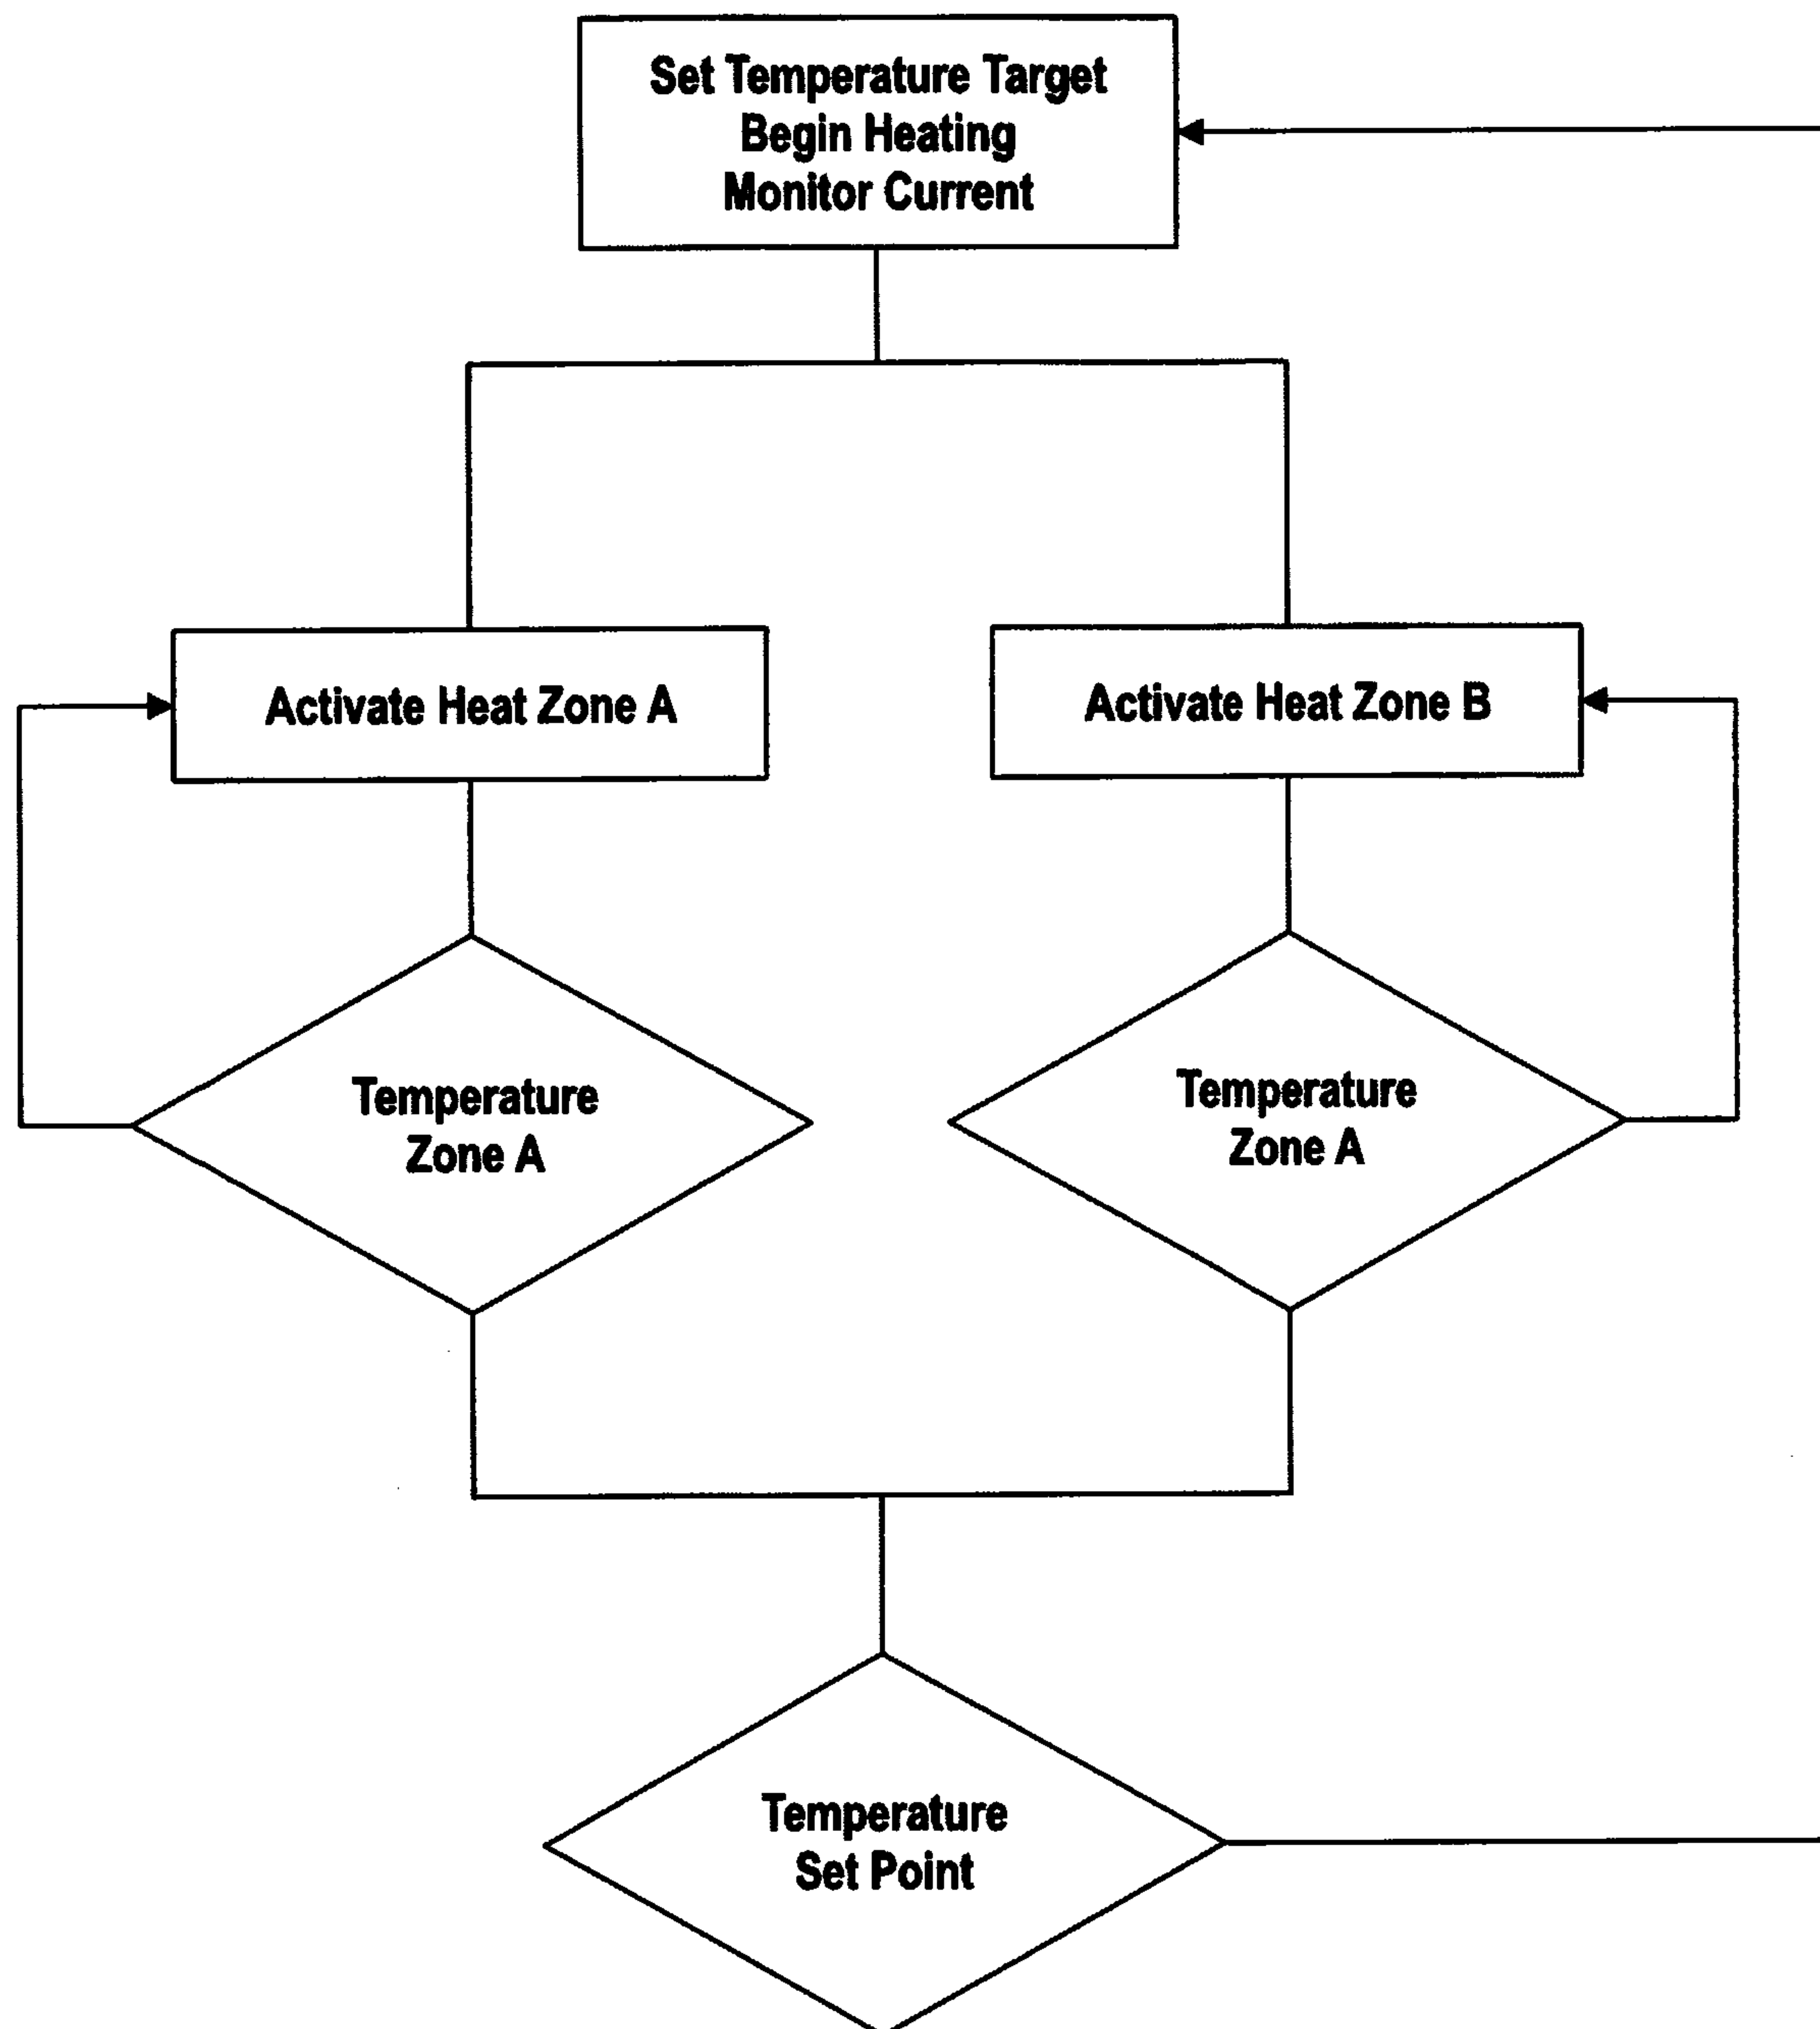 Set Temperature Target
Begin Heating
Monitor Current
Activate Heat Zone A
Activate Heat Zone B
Temperature
Zone A
Temperature
Zone A
Temperature
Set Point